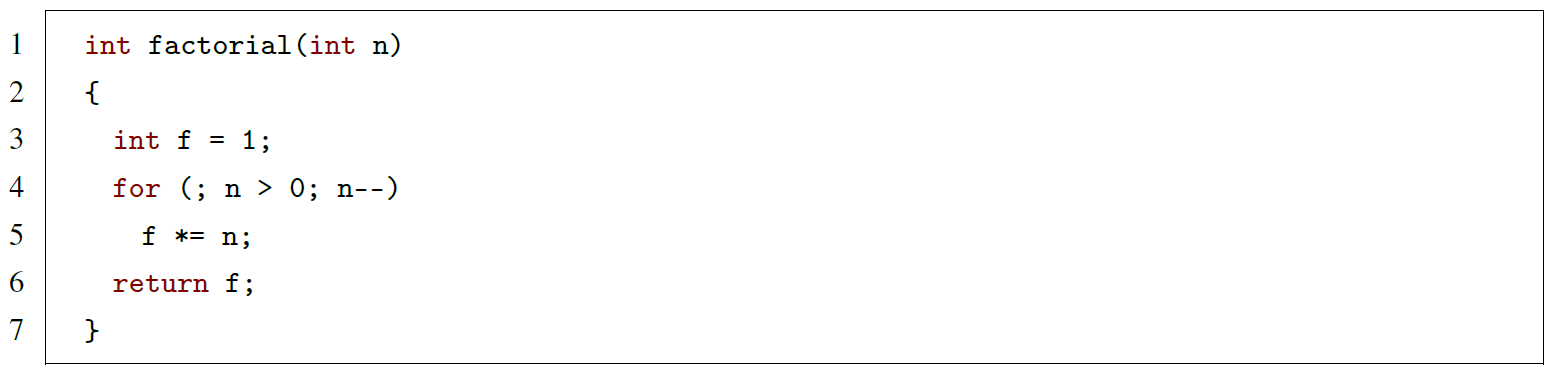 1 int factorial(int n)
2 {
3 int f = 1;
4 for (; n > 0; n--)
5 f *= n;
6 return f;
7 }